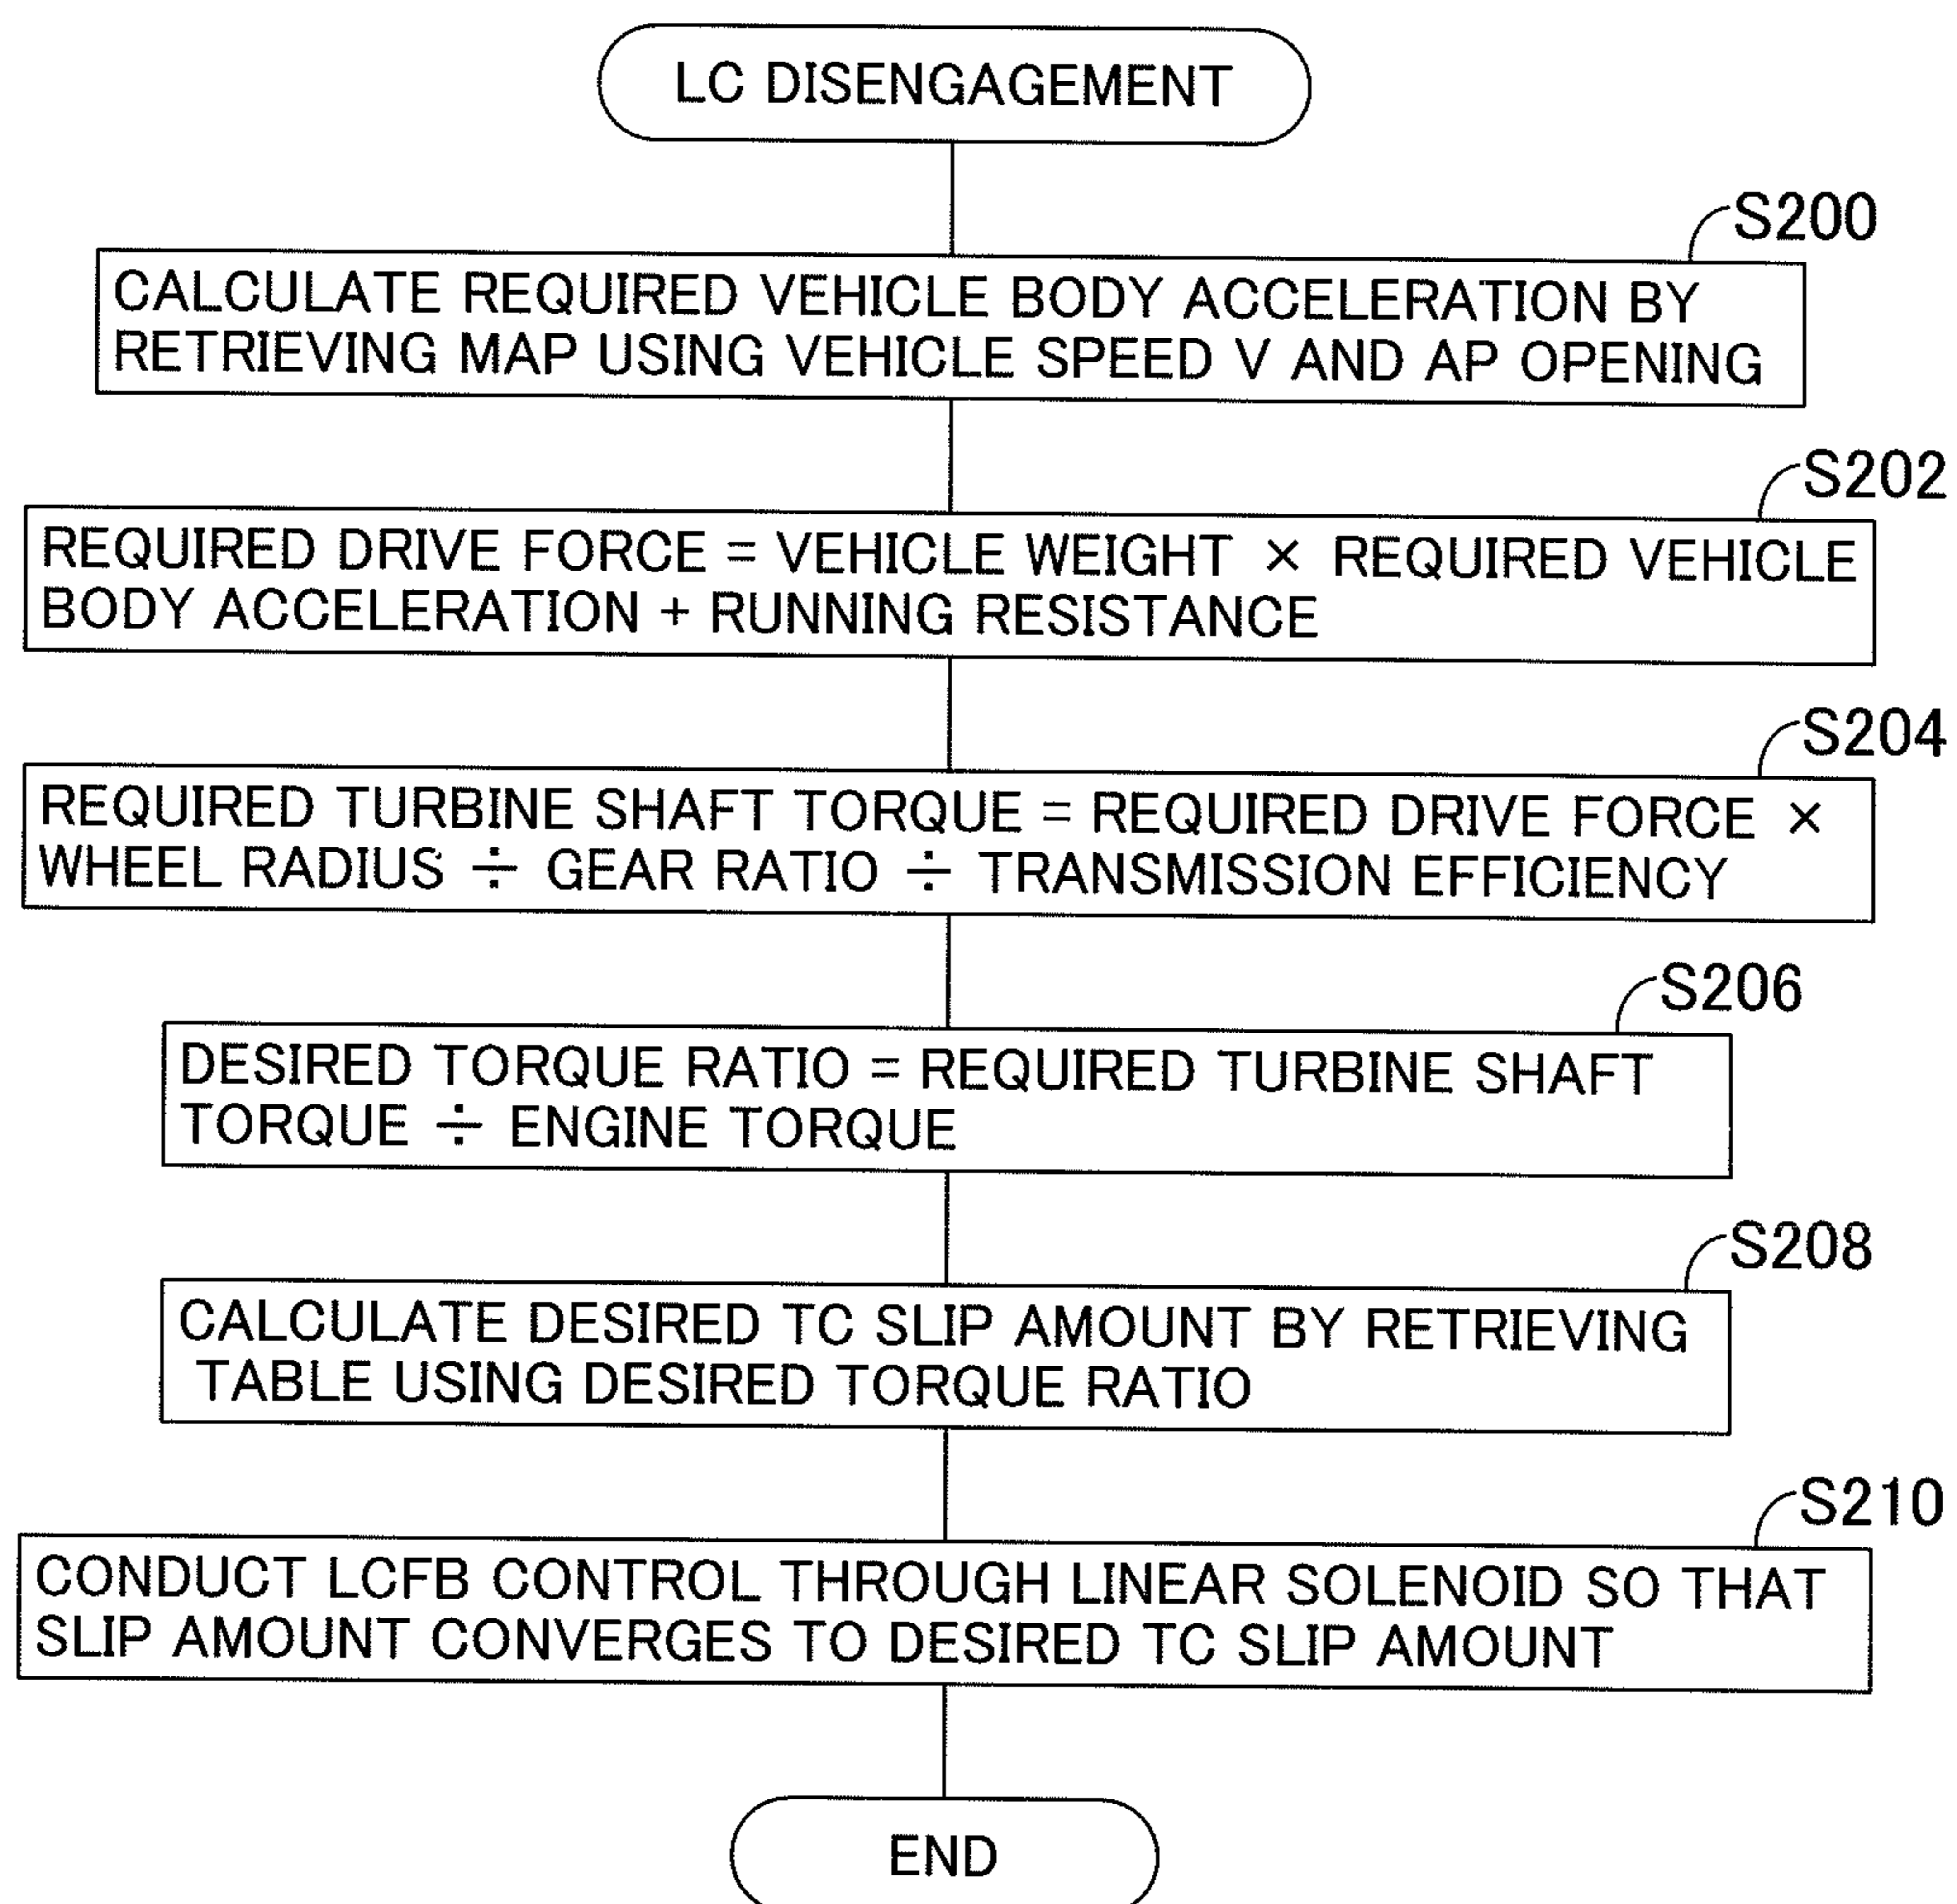 LC DISENGAGEMENT
S200
CALCULATE REQUIRED VEHICLE BODY ACCELERATION BY
RETRIEVING MAP USING VEHICLE SPEED V AND AP OPENING
S202
REQUIRED DRIVE FORCE = VEHICLE WEIGHT × REQUIRED VEHICLE
BODY ACCELERATION + RUNNING RESISTANCE
S204
REQUIRED TURBINE SHAFT TORQUE = REQUIRED DRIVE FORCE ×
WHEEL RADIUS ÷ GEAR RATIO ÷ TRANSMISSION EFFICIENCY
S206
DESIRED TORQUE RATIO = REQUIRED TURBINE SHAFT
TORQUE ÷ ENGINE TORQUE
S208
CALCULATE DESIRED TC SLIP AMOUNT BY RETRIEVING
TABLE USING DESIRED TORQUE RATIO
S210
CONDUCT LCFB CONTROL THROUGH LINEAR SOLENOID SO THAT
SLIP AMOUNT CONVERGES TO DESIRED TC SLIP AMOUNT
END